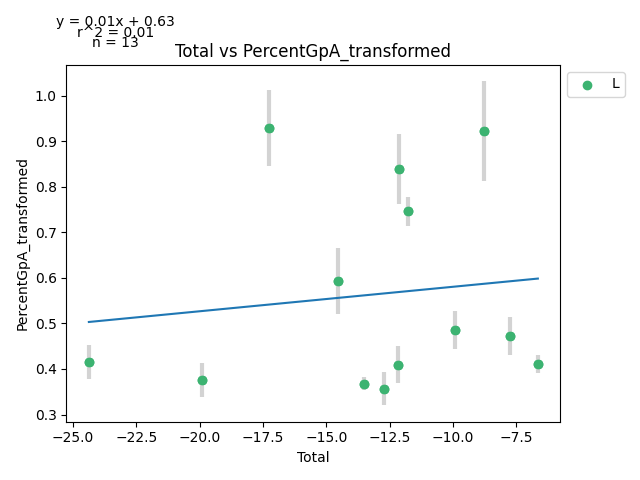 y = 0.01x + 0.63
r^2 = 0.01
n = 13
Total vs PercentGpA_transformed
L
PercentGpA_transformed
1.0
0.9
0.8
0.7
0.6
0.5
0.4
0.3
−25.0 −22.5 −20.0 −17.5 −15.0 −12.5 −10.0 −7.5
Total